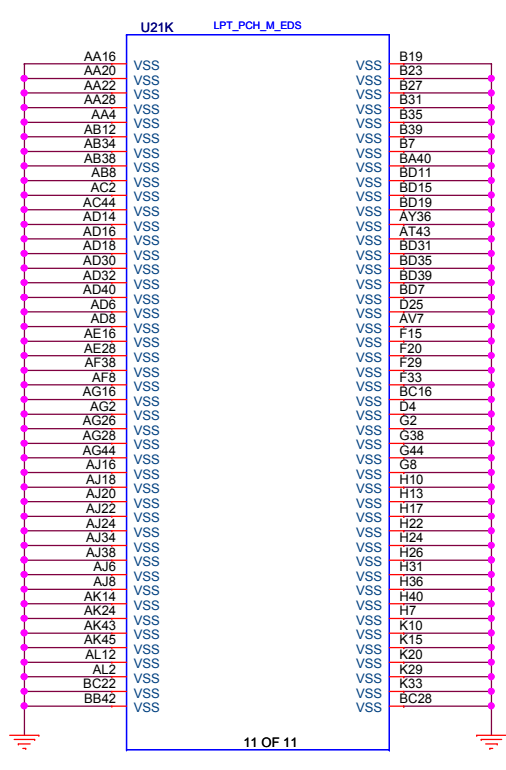 U21K LPT_PCH_M_EDS
AA16 VSS VSS B19
AA20 VSS VSS B23
AA22 VSS VSS B27
AA28 VSS VSS B31
AA4 VSS VSS B35
AB12 VSS VSS B39
AB34 VSS VSS B7
AB38 VSS VSS BA40
AB8 VSS VSS BD11
AC2 VSS VSS BD15
AC44 VSS VSS BD19
AD14 VSS VSS AY36
AD16 VSS VSS AT43
AD18 VSS VSS BD31
AD30 VSS VSS BD35
AD32 VSS VSS BD39
AD40 VSS VSS BD7
AD6 VSS VSS D25
AD8 VSS VSS AV7
AE16 VSS VSS F15
AE28 VSS VSS F20
AF38 VSS VSS F29
AF8 VSS VSS F33
AG16 VSS VSS BC16
AG2 VSS VSS D4
AG26 VSS VSS G2
AG28 VSS VSS G38
AG44 VSS VSS G44
AJ16 VSS VSS G8
AJ18 VSS VSS H10
AJ20 VSS VSS H13
AJ22 VSS VSS H17
AJ24 VSS VSS H22
AJ34 VSS VSS H24
AJ38 VSS VSS H26
AJ6 VSS VSS H31
AJ8 VSS VSS H36
AK14 VSS VSS H40
AK24 VSS VSS H7
AK43 VSS VSS K10
AK45 VSS VSS K15
AL12 VSS VSS K20
AL2 VSS VSS K29
BC22 VSS VSS K33
BB42 VSS VSS BC28
11 OF 11